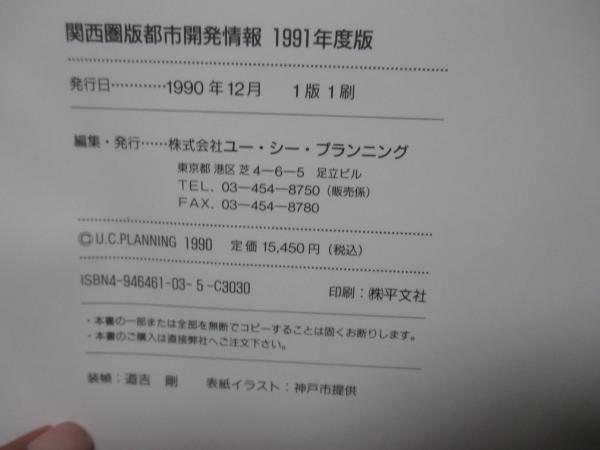 関西圏版都市開発情報 1991年度版
発行日…………1990年12月 1版1刷
編集・発行……株式会社ユー・シー・プランニング
東京都港区芝4−6−5 足立ビル
TEL. 03−454−8750(販売係)
FAX. 03−454−8780
©U.C.PLANNING 1990 定価15,450円(税込)
ISBN4-946461-03-5-C3030 印刷:㈱平文社
・本書の一部または全部を無断でコピーすることは固くお断りします。
・本書のご購入は直接弊社へご注文下さい。
装幀:道吉 剛 表紙イラスト:神戸市提供